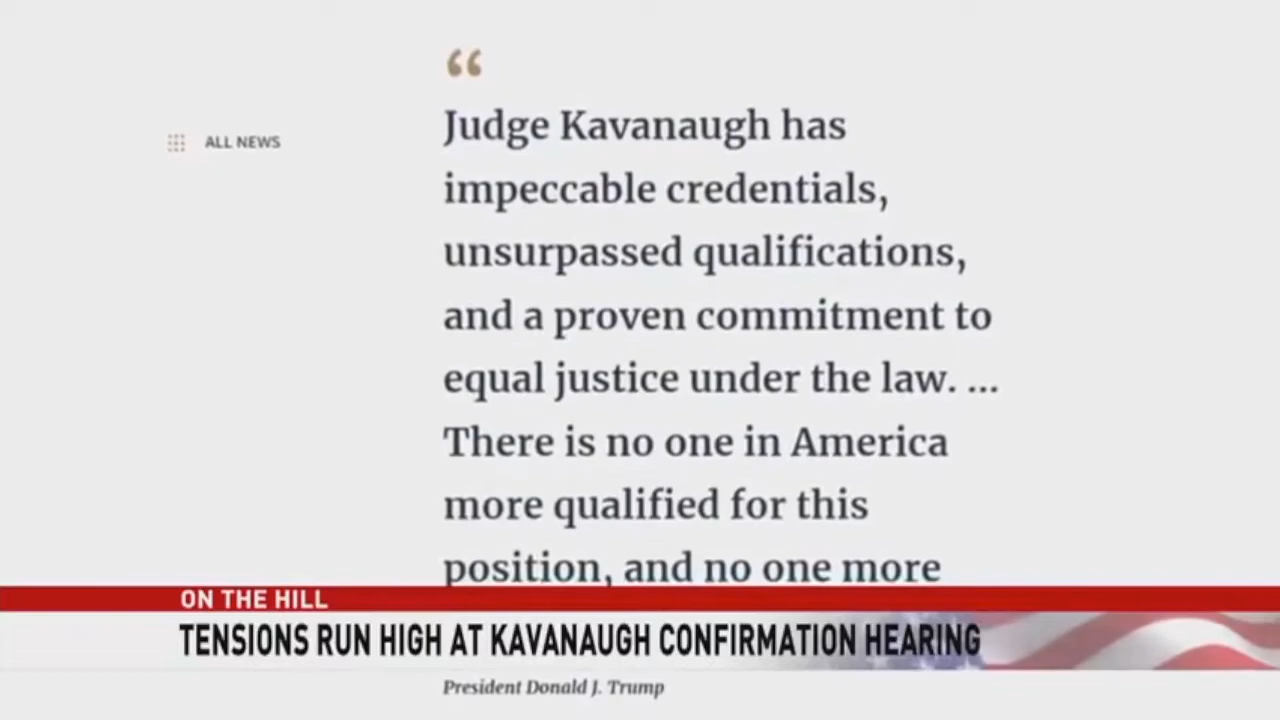 “
ALL NEWS
Judge Kavanaugh has
impeccable credentials,
unsurpassed qualifications,
and a proven commitment to
equal justice under the law. ...
There is no one in America
more qualified for this
position, and no one more
ON THE HILL
TENSIONS RUN HIGH AT KAVANAUGH CONFIRMATION HEARING
President Donald J. Trump